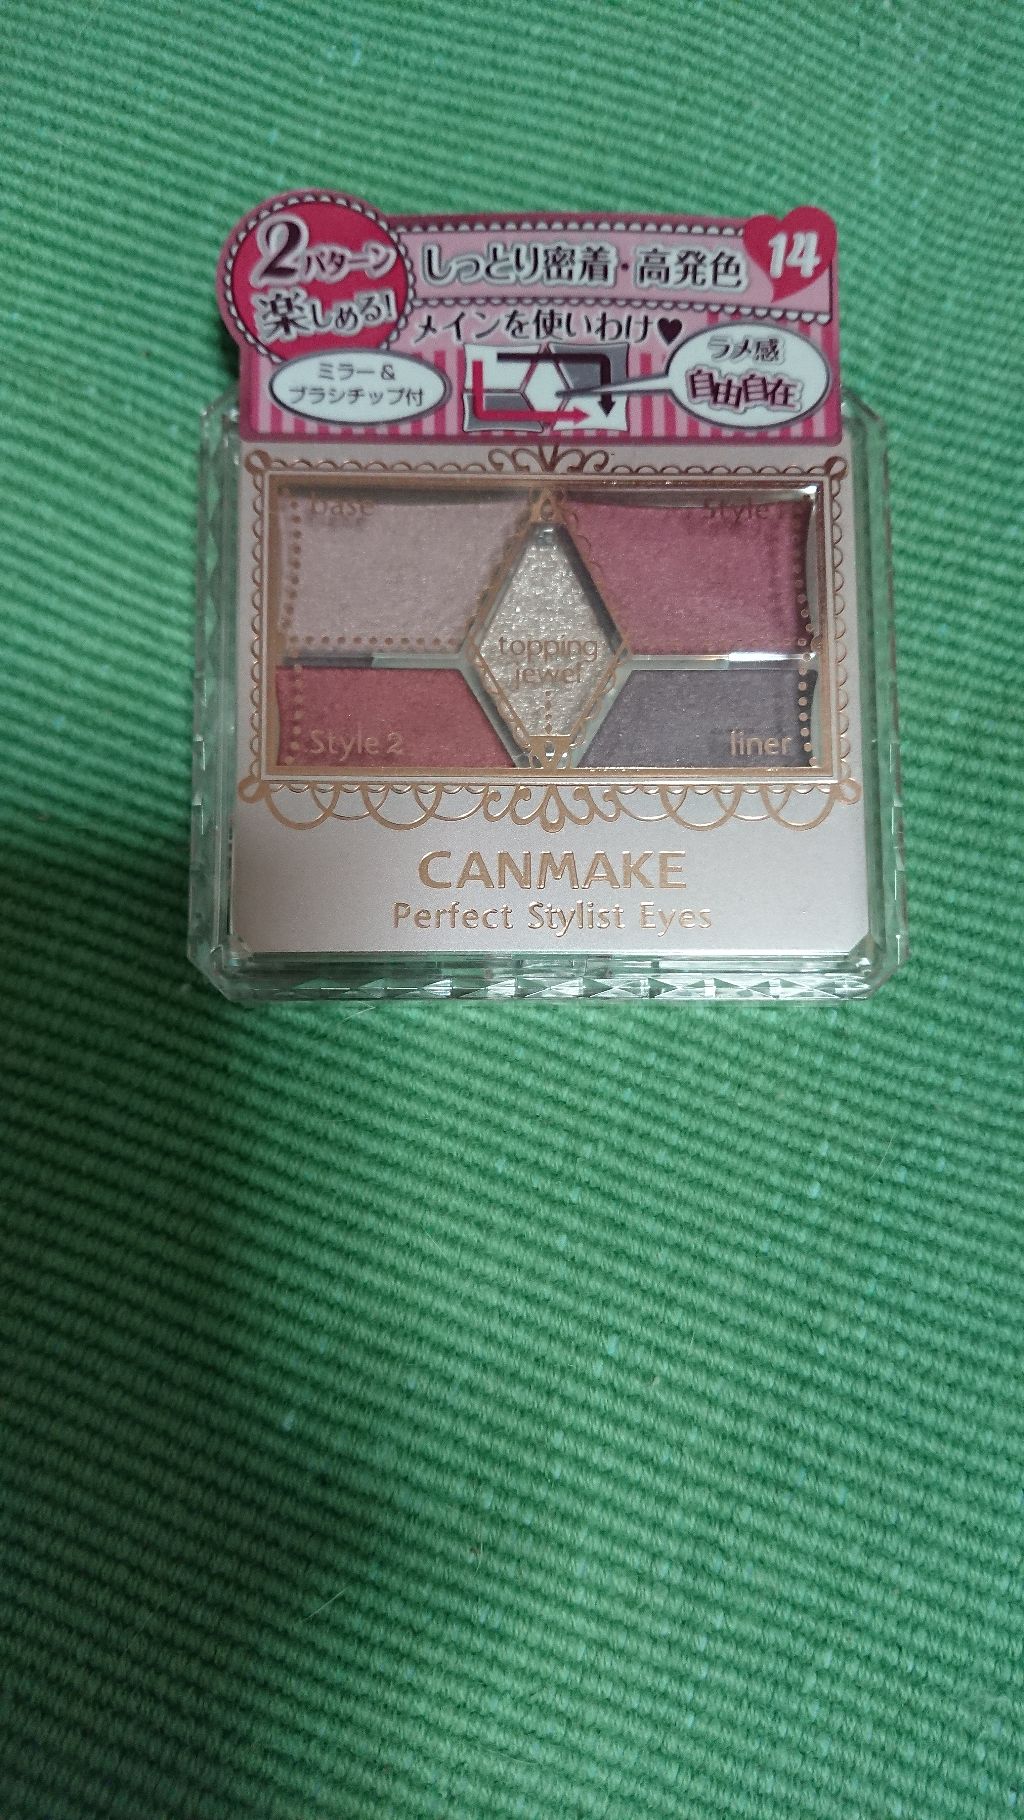 2パターン
楽しめる!
しっとり密着・高発色
14
メインを使いわけ♥
ミラー&
ブラシチップ付
ラメ感
自由自在
base
Style 1
topping
jewel
Style 2
liner
CANMAKE
Perfect Stylist Eyes